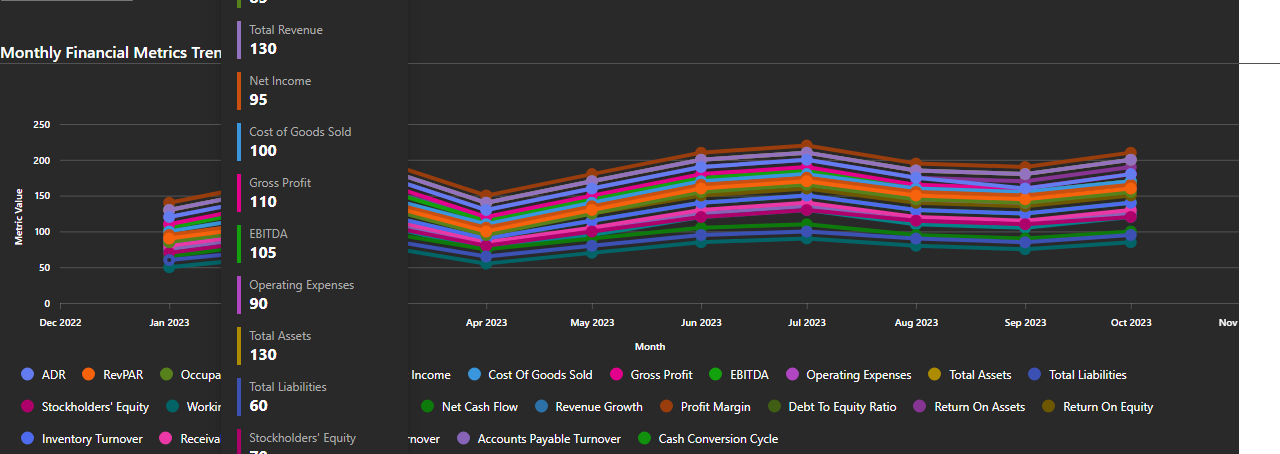 85
Total Revenue
130
Monthly Financial Metrics Tren
Net Income
95
Cost of Goods Sold
100
Gross Profit
110
EBITDA
105
Operating Expenses
90
Total Assets
130
Total Liabilities
60
Stockholders' Equity
70
Metric Value
250
200
150
100
50
0
Dec 2022 Jan 2023 Apr 2023 May 2023 Jun 2023 Jul 2023 Aug 2023 Sep 2023 Oct 2023 Nov
Month
ADR RevPAR Occupa Income Cost Of Goods Sold Gross Profit EBITDA Operating Expenses Total Assets Total Liabilities
Stockholders' Equity Workin Net Cash Flow Revenue Growth Profit Margin Debt To Equity Ratio Return On Assets Return On Equity
Inventory Turnover Receiva rnover Accounts Payable Turnover Cash Conversion Cycle